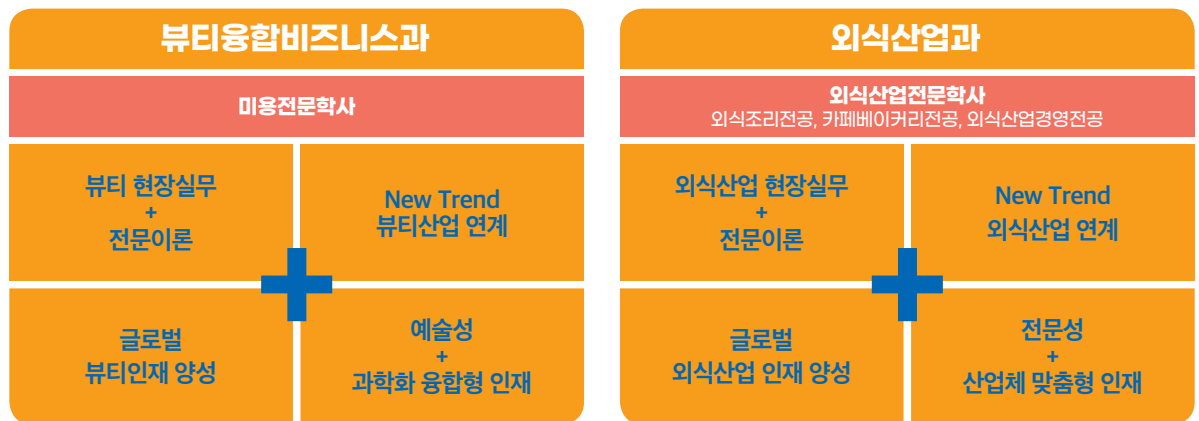 뷰티융합비즈니스과
미용전문학사
뷰티 현장실무
+
전문이론
New Trend
뷰티산업 연계
글로벌
뷰티인재 양성
예술성
+
과학화 융합형 인재
외식산업과
외식산업전문학사
외식조리전공, 카페베이커리전공, 외식산업경영전공
외식산업 현장실무
+
전문이론
New Trend
외식산업 연계
글로벌
외식산업 인재 양성
전문성
+
산업체 맞춤형 인재